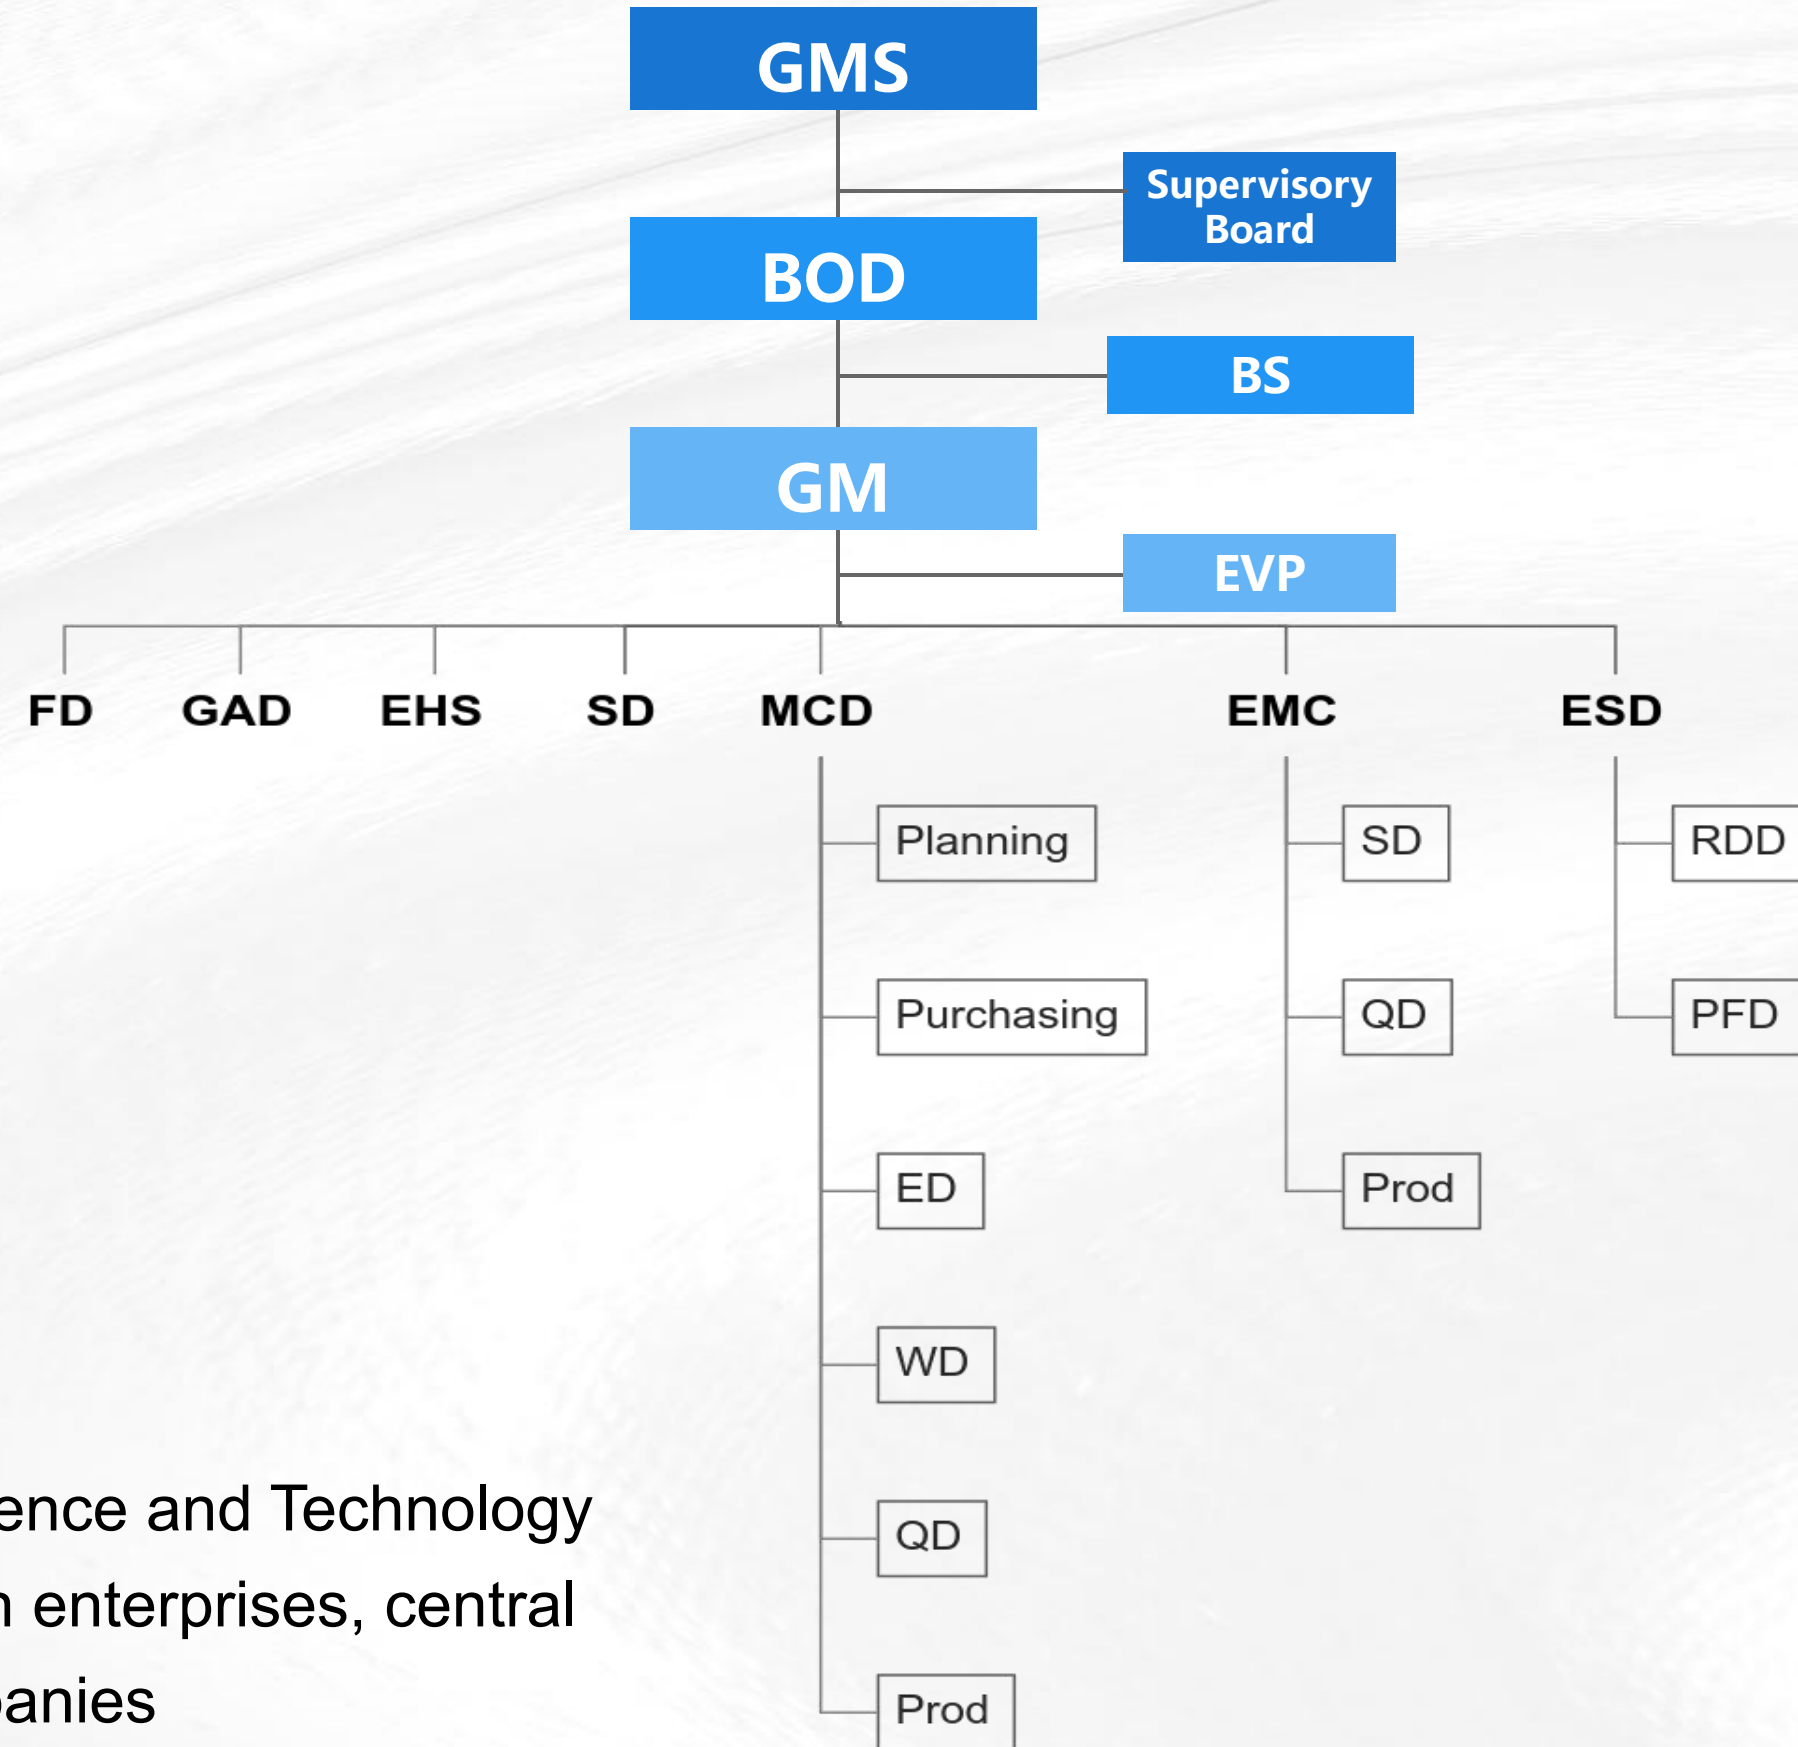 GMS
Supervisory
Board
BOD
BS
GM
EVP
FD GAD EHS SD MCD EMC ESD
Planning SD RDD
Purchasing QD PFD
ED Prod
WD
QD
Prod
ence and Technology
enterprises, central
panies